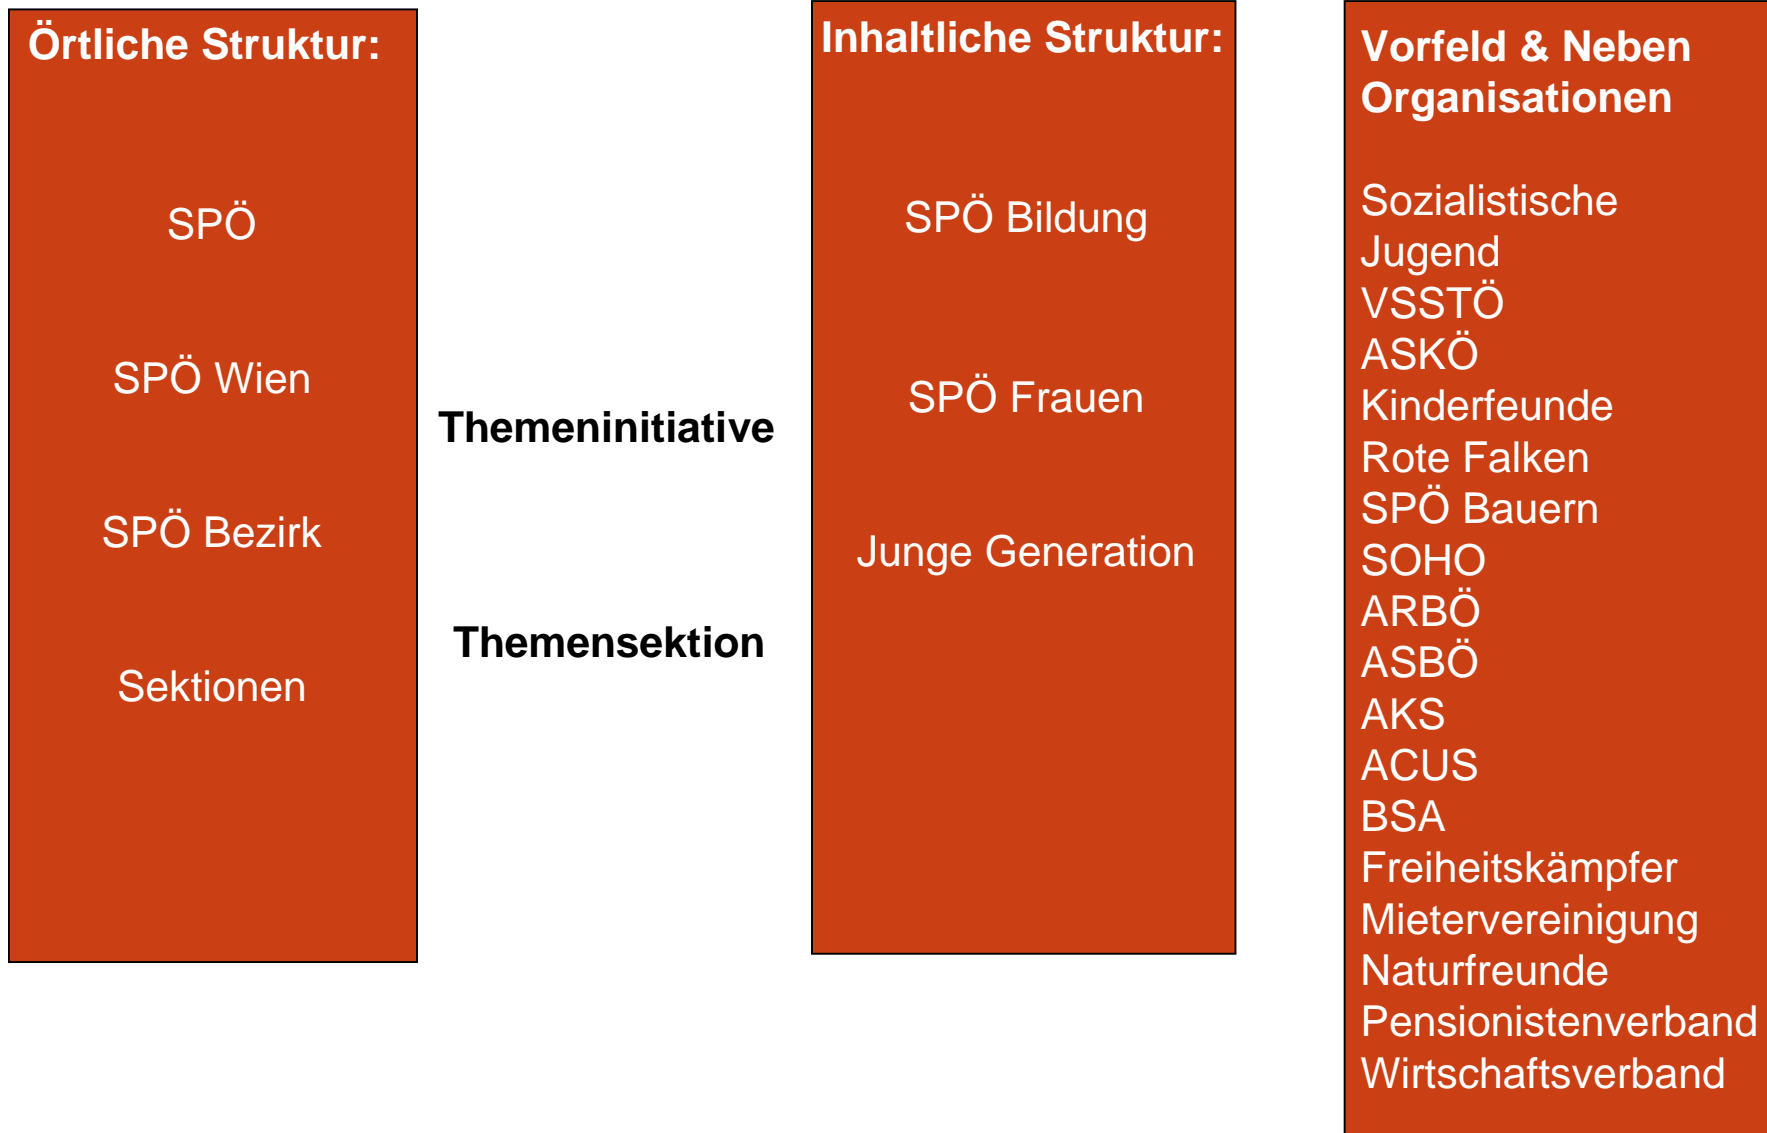 Örtliche Struktur:
SPÖ
SPÖ Wien
SPÖ Bezirk
Sektionen
Themeninitiative
Themensektion
Inhaltliche Struktur:
SPÖ Bildung
SPÖ Frauen
Junge Generation
Vorfeld & Neben
Organisationen
Sozialistische
Jugend
VSSTÖ
ASKÖ
Kinderfeunde
Rote Falken
SPÖ Bauern
SOHO
ARBÖ
ASBÖ
AKS
ACUS
BSA
Freiheitskämpfer
Mietervereinigung
Naturfreunde
Pensionistenverband
Wirtschaftsverband